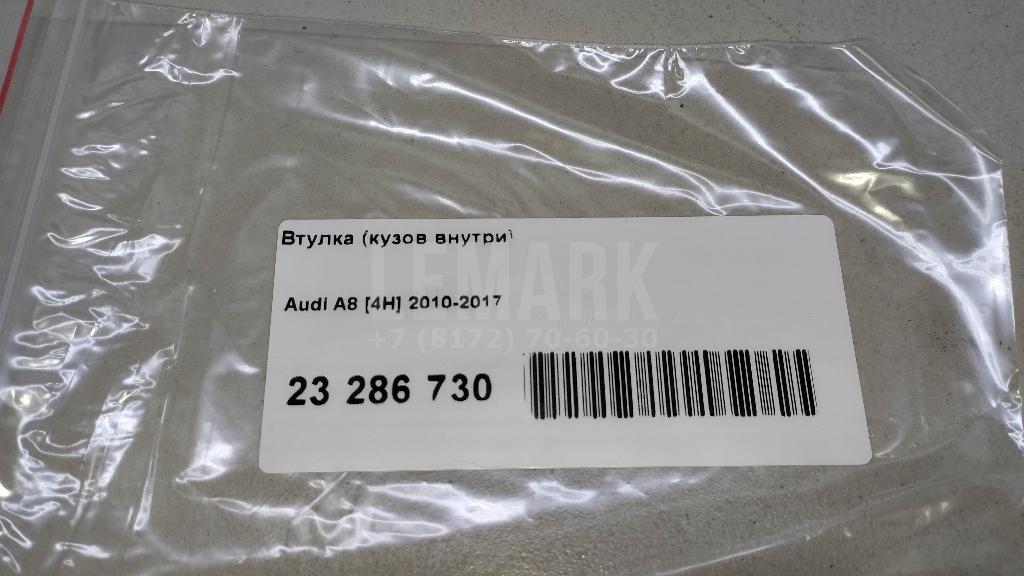 Втулка (кузов внутри)
LEMARK
Audi A8 [4H] 2010-2017
+7 (8172) 70-60-30
23 286 730